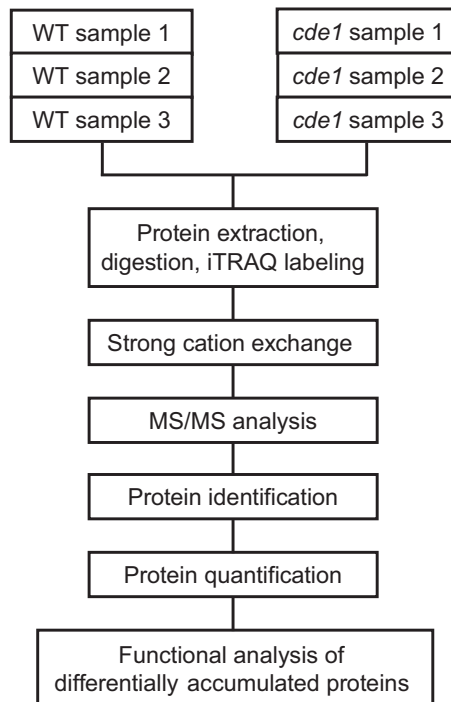 WT sample 1
WT sample 2
WT sample 3
cde1 sample 1
cde1 sample 2
cde1 sample 3
Protein extraction,
digestion, iTRAQ labeling
Strong cation exchange
MS/MS analysis
Protein identification
Protein quantification
Functional analysis of
differentially accumulated proteins